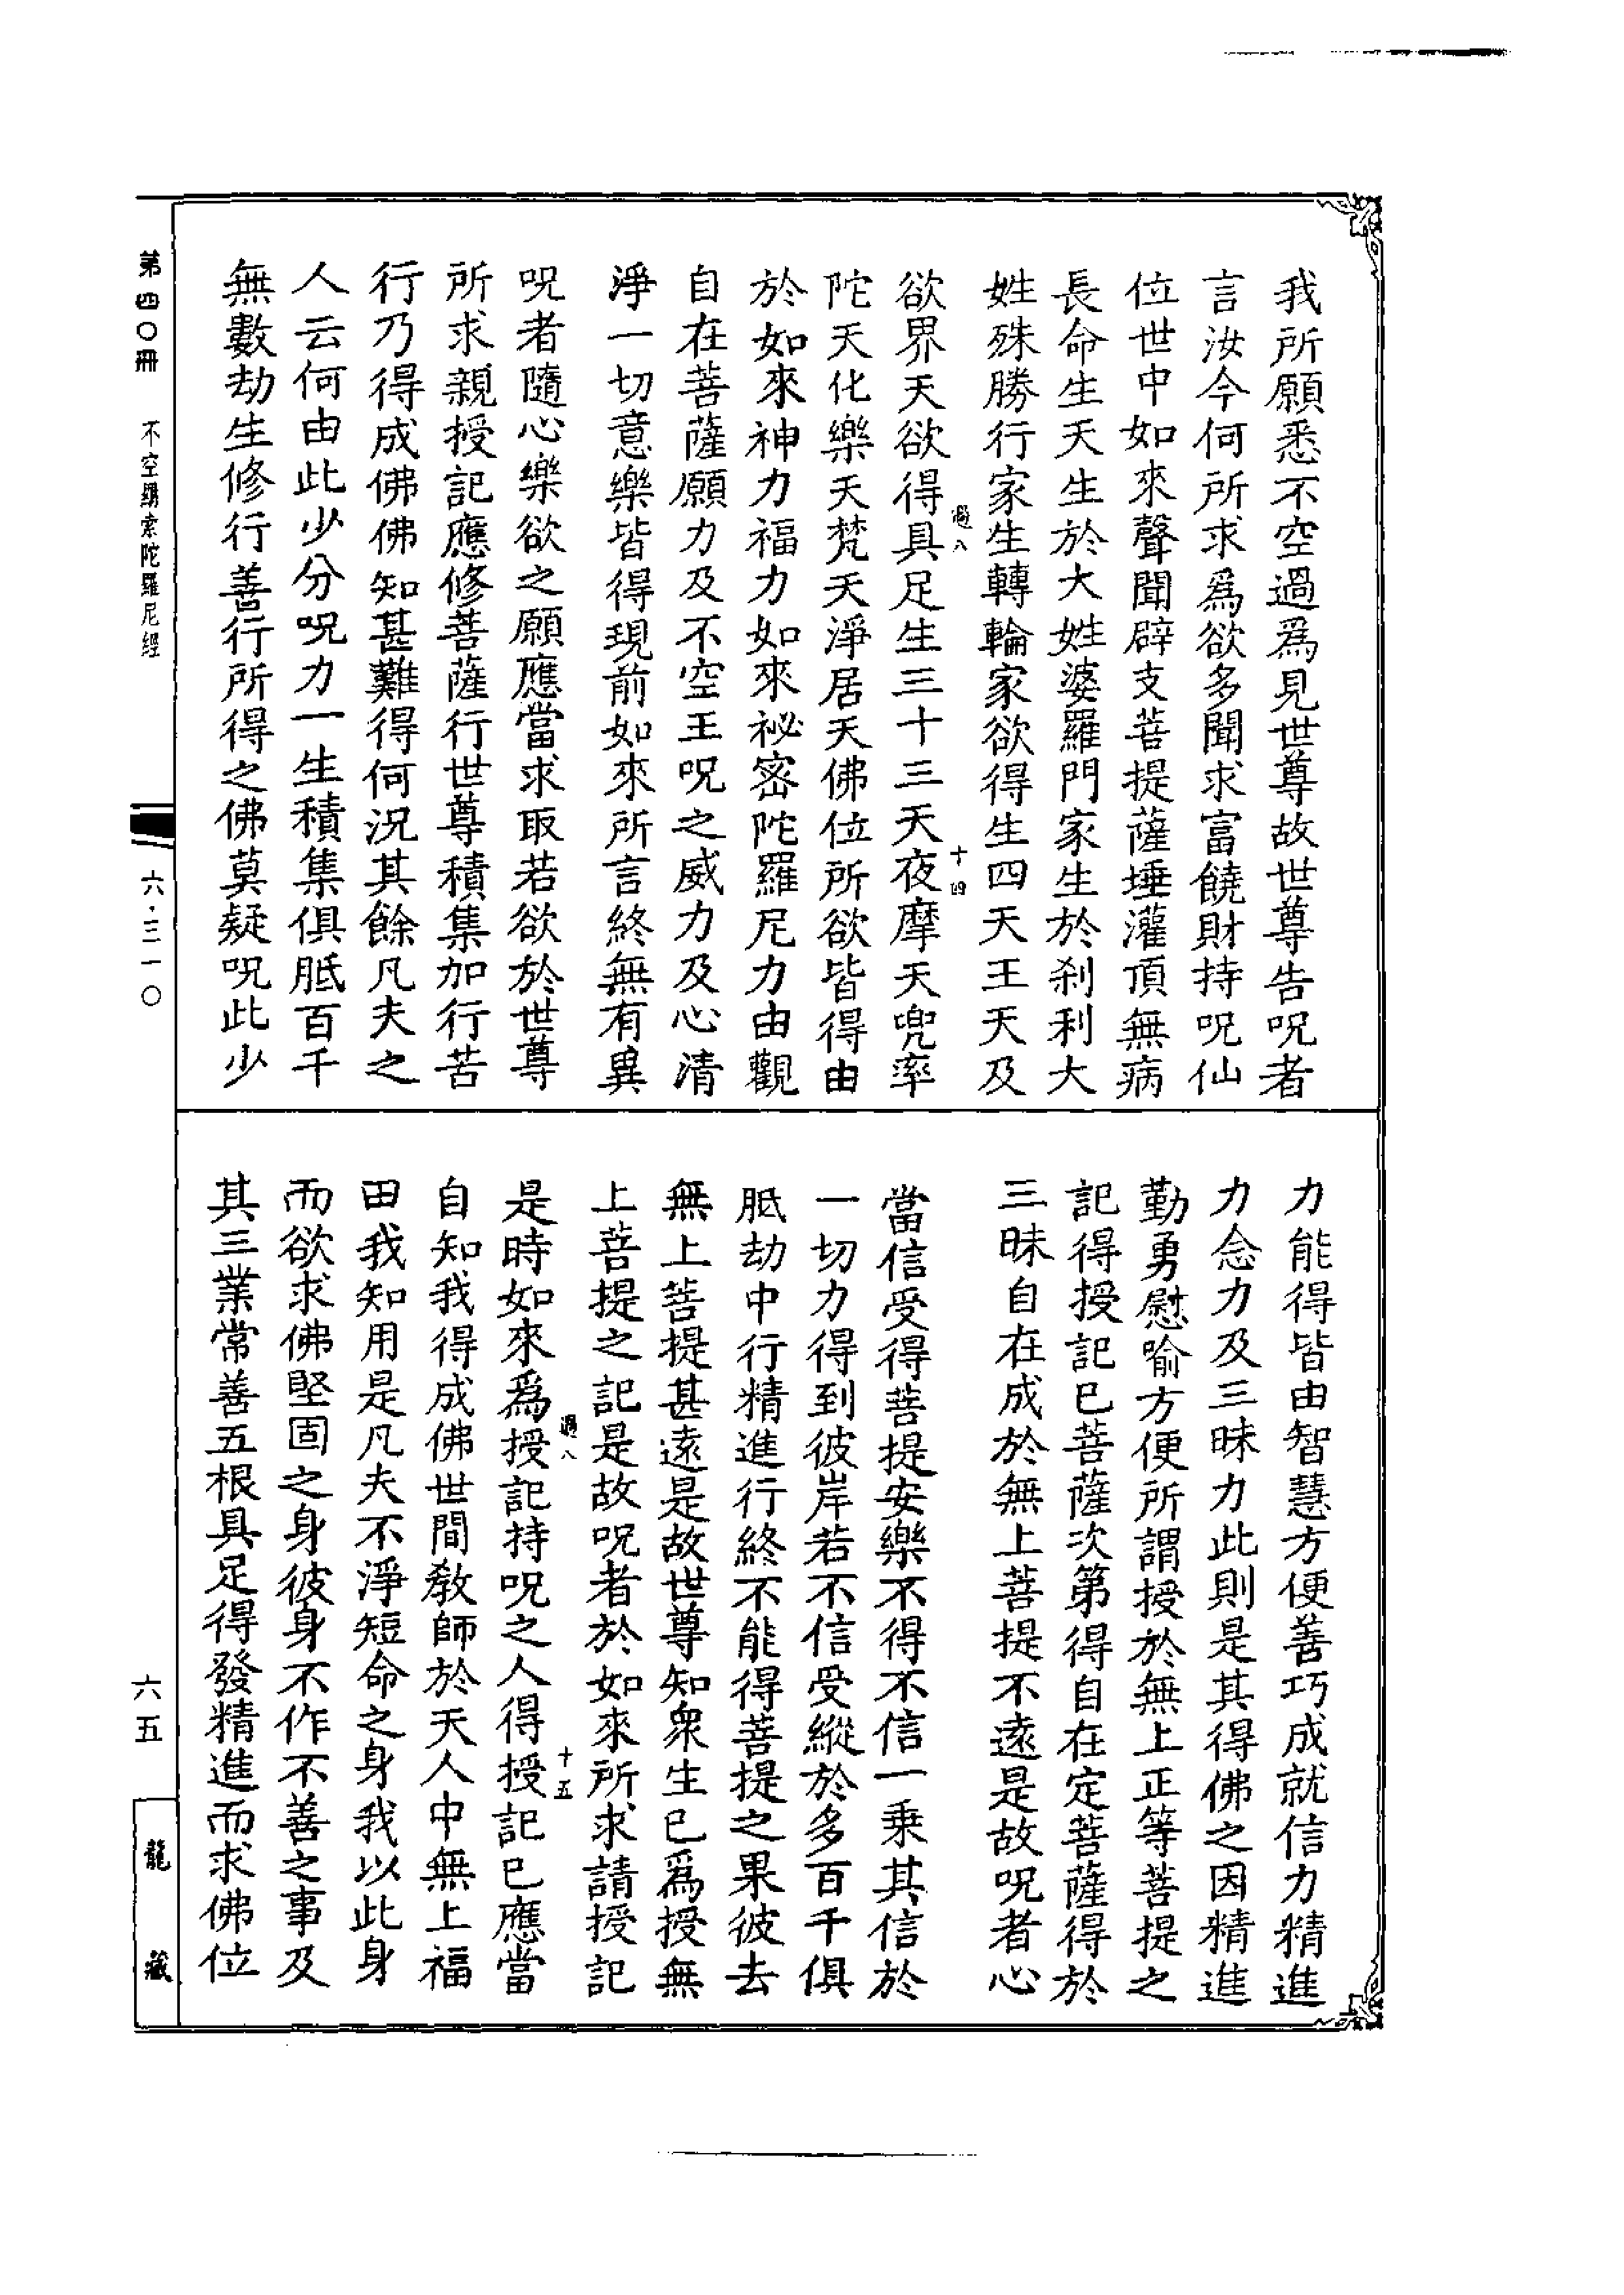 我所願悉不空過爲見世尊故世尊告呪者
言汝今何所求爲欲多聞求富饒財持呪仙
位世中如來聲聞辟支菩提薩埵灌頂無病
長命生天生於大姓婆羅門家生於刹利大
姓殊勝行家生轉輪家欲得生四天王天及
欲界天欲得具足生三十三天夜摩天兜率
陀天化樂天梵天淨居天佛位所欲皆得由
於如來神力福力如來祕密陀羅尼力由觀
自在菩薩願力及不空王呪之威力及心清
淨一切意樂皆得現前如來所言終無有異
呪者隨心樂欲之願應當求取若欲於世尊
所求親授記應修菩薩行世尊積集加行苦
行乃得成佛佛知甚難得何況其餘凡夫之
人云何由此少分呪力一生積集俱胝百千
無數劫生修行善行所得之佛莫疑呪此少
力能得皆由智慧方便善巧成就信力精進
力念力及三昧力此則是其得佛之因精進
勤勇慰喻方便所謂授於無上正等菩提之
記得授記已菩薩次第得自在定菩薩得於
三昧自在成於無上菩提不遠是故呪者心
當信受得菩提安樂不得不信一乘其信於
一切力得到彼岸若不信受縱於多百千俱
胝劫中行精進行終不能得菩提之果彼去
無上菩提甚遠是故世尊知衆生已爲授無
上菩提之記是故呪者於如來所求請授記
是時如來爲授記持呪之人得授記已應當
自知我得成佛世間教師於天人中無上福
田我知用是凡夫不淨短命之身我以此身
而欲求佛堅固之身彼身不作不善之事及
其三業常善五根具足得發精進而求佛位
過八
十四
過八
十五
第四〇冊
不空羂索陀羅尼經
六·三一〇
六五
龍藏